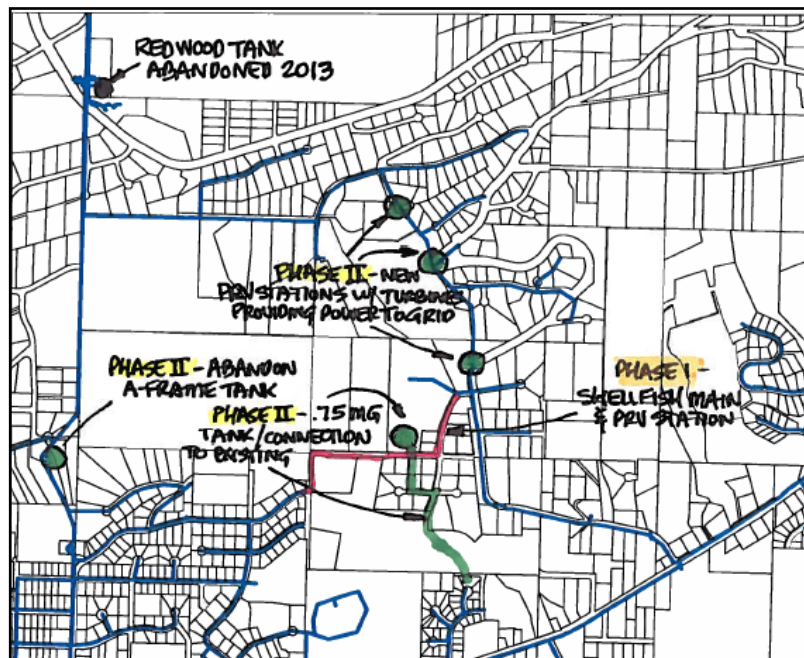 REDWOOD TANK
ABANDONED 2013
PHASE II - NEW
PRV STATIONS W/ TURBINES
PROVIDING POWER TO GRID
PHASE II - ABANDON
A-FRAME TANK
PHASE II - .75 MG
TANK/CONNECTION
TO EXISTING
PHASE 1 -
SHELLFISH MAIN
& PRV STATION